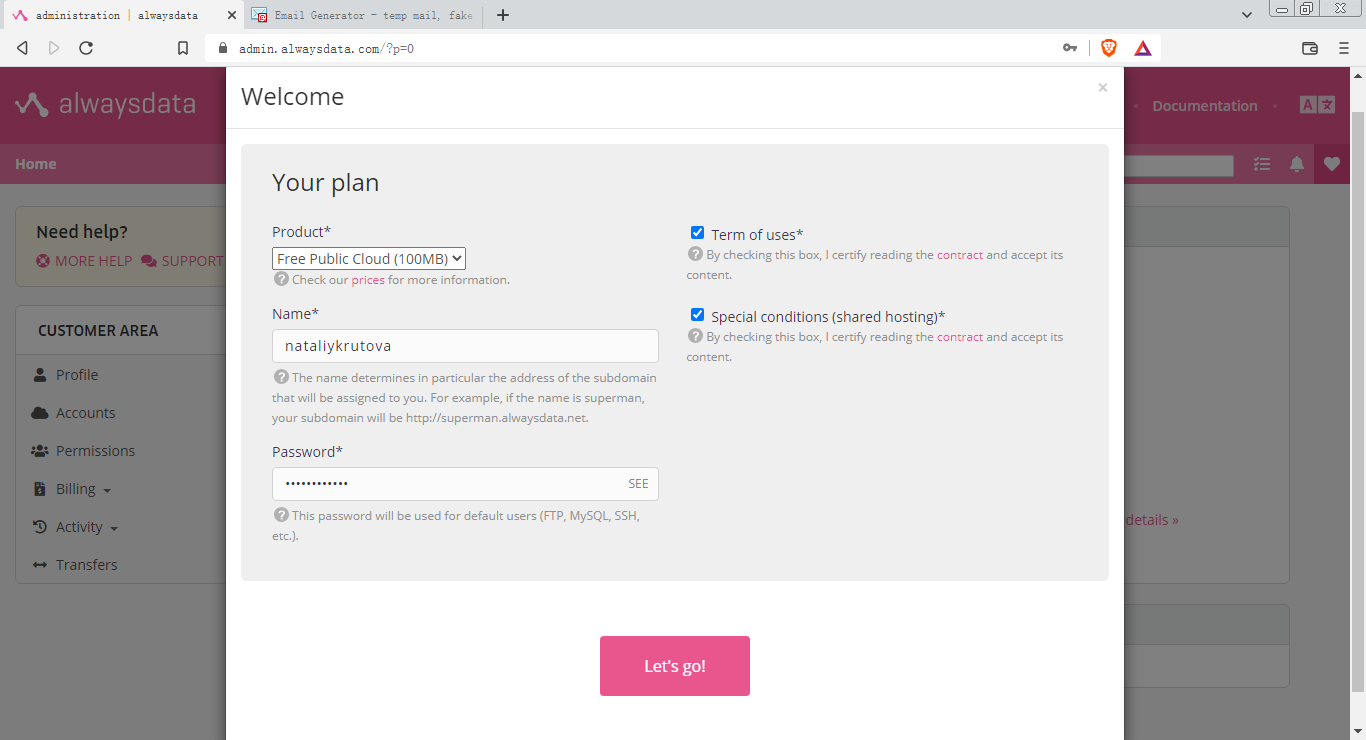 administration | alwaysdata
Email Generator - temp mail, fake
admin.alwaysdata.com/?p=0
alwaysdata
Documentation
Home
Need help?
MORE HELP SUPPORT
CUSTOMER AREA
Profile
Accounts
Permissions
Billing
Activity
Transfers
Welcome
×
Your plan
Product*
Free Public Cloud (100MB)
Check our prices for more information.
Name*
nataliykrutova
The name determines in particular the address of the subdomain
that will be assigned to you. For example, if the name is superman,
your subdomain will be http://superman.alwaysdata.net.
Password*
•••••••••••• SEE
This password will be used for default users (FTP, MySQL, SSH,
etc.).
Term of uses*
By checking this box, I certify reading the contract and accept its
content.
Special conditions (shared hosting)*
By checking this box, I certify reading the contract and accept its
content.
Let's go!
details »